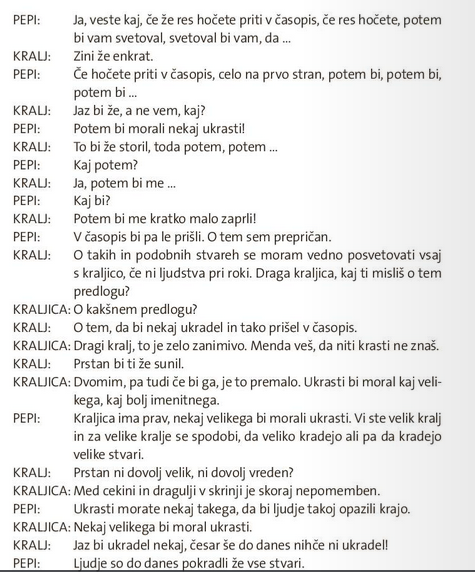 PEPI: Ja, veste kaj, če že res hočete priti v časopis, če res hočete, potem
bi vam svetoval, svetoval bi vam, da ...
KRALJ: Zini že enkrat.
PEPI: Če hočete priti v časopis, celo na prvo stran, potem bi, potem bi,
potem bi ...
KRALJ: Jaz bi že, a ne vem, kaj?
PEPI: Potem bi morali nekaj ukrasti!
KRALJ: To bi že storil, toda potem, potem ...
PEPI: Kaj potem?
KRALJ: Ja, potem bi me ...
PEPI: Kaj bi?
KRALJ: Potem bi me kratko malo zaprli!
PEPI: V časopis bi pa le prišli. O tem sem prepričan.
KRALJ: O takih in podobnih stvareh se moram vedno posvetovati vsaj
s kraljico, če ni ljudstva pri roki. Draga kraljica, kaj ti misliš o tem
predlogu?
KRALJICA: O kakšnem predlogu?
KRALJ: O tem, da bi nekaj ukradel in tako prišel v časopis.
KRALJICA: Dragi kralj, to je zelo zanimivo. Menda veš, da niti krasti ne znaš.
KRALJ: Prstan bi ti že sunil.
KRALJICA: Dvomim, pa tudi če bi ga, je to premalo. Ukrasti bi moral kaj veli-
kega, kaj bolj imenitnega.
PEPI: Kraljica ima prav, nekaj velikega bi morali ukrasti. Vi ste velik kralj
in za velike kralje se spodobi, da veliko kradejo ali pa da kradejo
velike stvari.
KRALJ: Prstan ni dovolj velik, ni dovolj vreden?
KRALJICA: Med cekini in dragulji v skrinji je skoraj nepomemben.
PEPI: Ukrasti morate nekaj takega, da bi ljudje takoj opazili krajo.
KRALJICA: Nekaj velikega bi moral ukrasti.
KRALJ: Jaz bi ukradel nekaj, česar še do danes nihče ni ukradel!
PEPI: Ljudje so do danes pokradli že vse stvari.